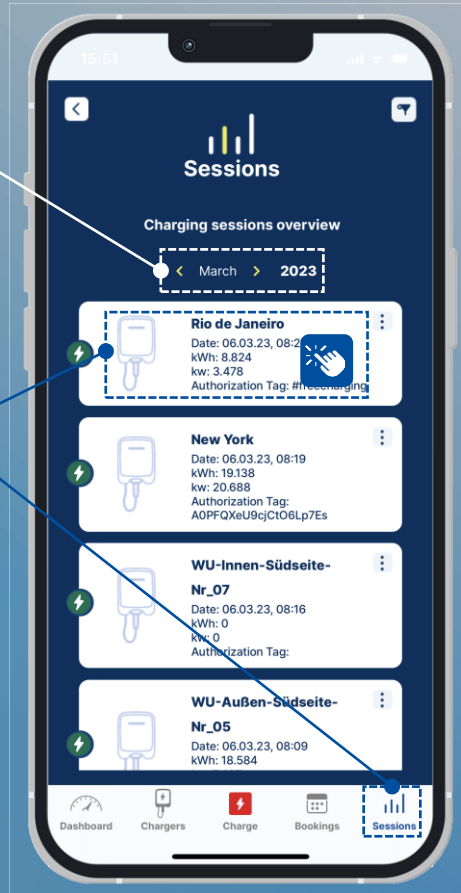 15:51
Sessions
Charging sessions overview
< March > 2023
Rio de Janeiro
Date: 06.03.23,
kWh: 8.824
kw: 3.478
Authorization Tag: #freecharging
New York
Date: 06.03.23, 08:19
kWh: 19.138
kw: 20.688
Authorization Tag:
A0PFQXeU9cjCtO6Lp7Es
WU-Innen-Südseite-
Nr_07
Date: 06.03.23, 08:16
kWh: 0
kw: 0
Authorization Tag:
WU-Außen-Südseite-
Nr_05
Date: 06.03.23, 08:09
kWh: 18.584
Dashboard
Chargers
Charge
Bookings
Sessions